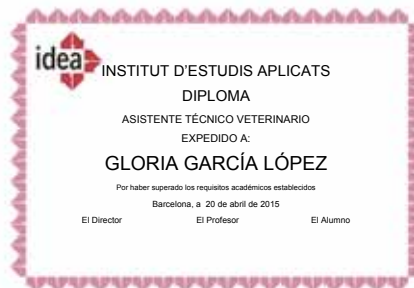 idea
INSTITUT D'ESTUDIS APLICATS
DIPLOMA
ASISTENTE TÉCNICO VETERINARIO
EXPEDIDO A:
GLORIA GARCÍA LÓPEZ
Por haber superado los requisitos académicos establecidos
Barcelona, a 20 de abril de 2015
El Director El Profesor El Alumno